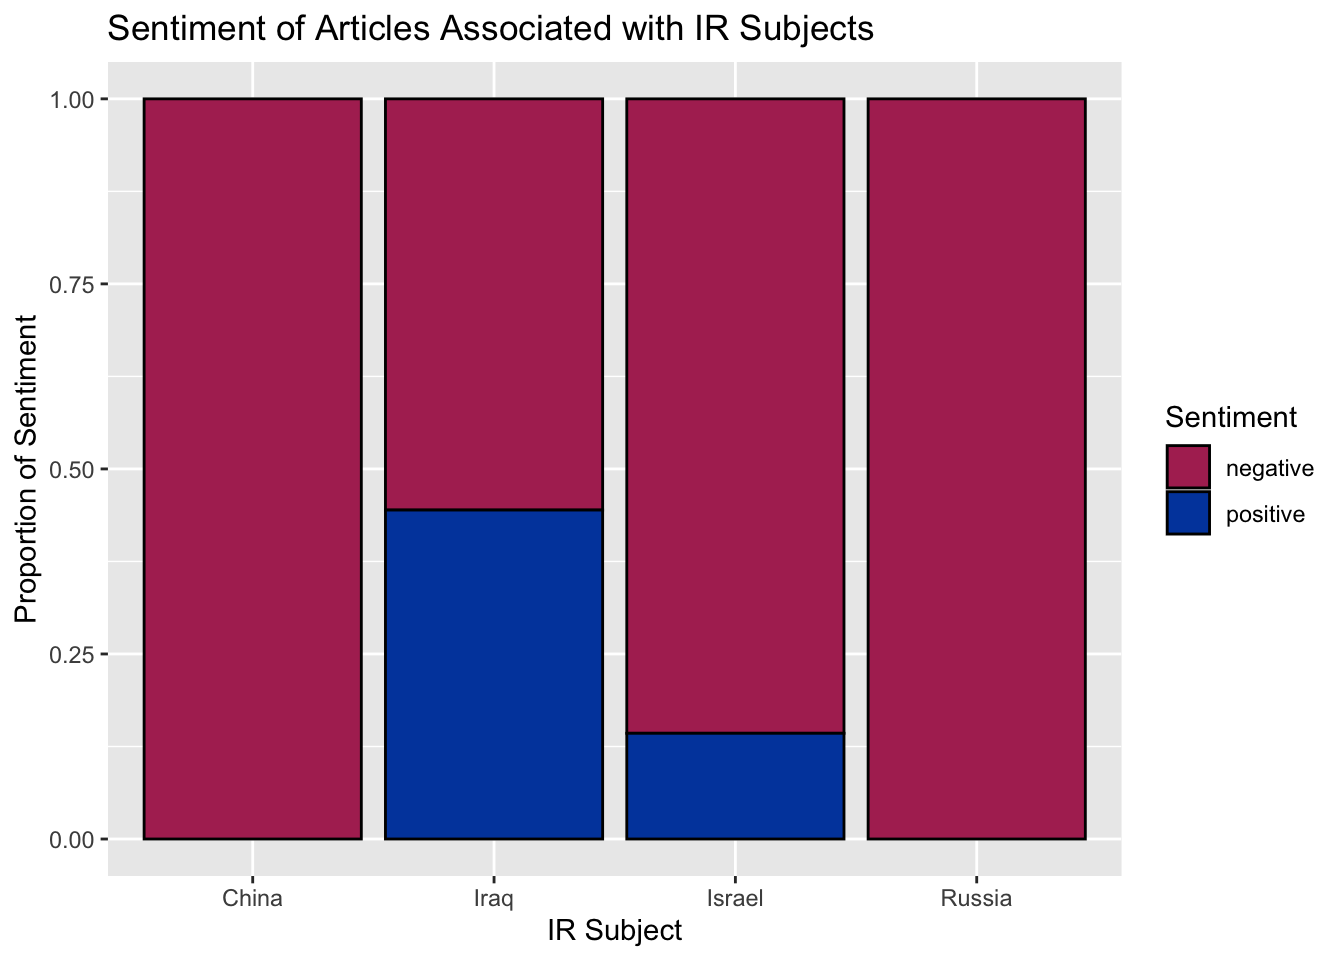 Sentiment of Articles Associated with IR Subjects
Proportion of Sentiment
1.00
0.75
0.50
0.25
0.00
China Iraq Israel Russia
IR Subject
Sentiment
negative
positive